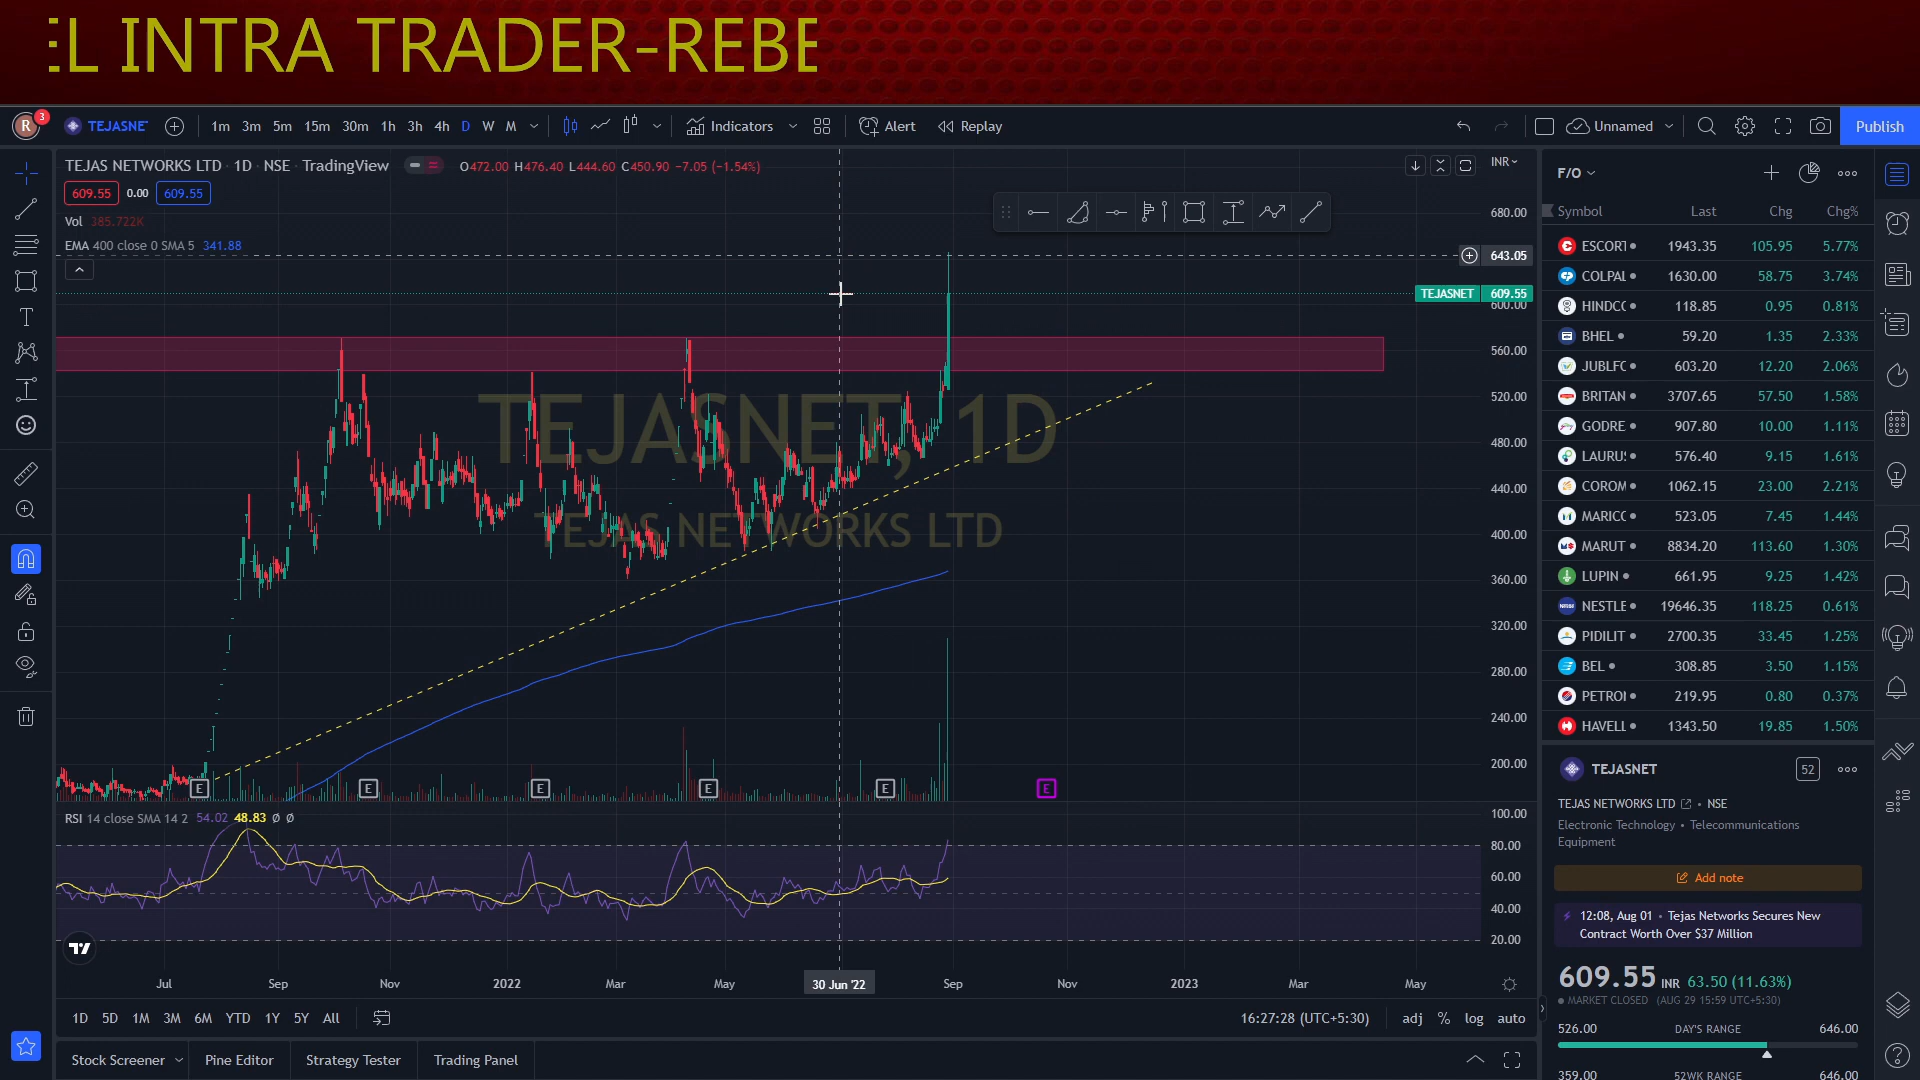 EL INTRA TRADER-REBE
R 3 TEJASNET 1m 3m 5m 15m 30m 1h 3h 4h D W M Indicators Alert Replay Unnamed Publish
TEJAS NETWORKS LTD · 1D · NSE · TradingView O472.00 H476.40 L444.60 C450.90 −7.05 (−1.54%) INR
609.55 0.00 609.55
Vol 385.722K
EMA 400 close 0 SMA 5 341.88
680.00
643.05
TEJASNET 609.55
600.00
560.00
520.00
480.00
440.00
400.00
360.00
320.00
280.00
240.00
200.00
TEJASNET, 1D
TEJAS NETWORKS LTD
E E E E E E
RSI 14 close SMA 14 2 54.02 48.83 Ø Ø
100.00
80.00
60.00
40.00
20.00
Jul Sep Nov 2022 Mar May 30 Jun '22 Sep Nov 2023 Mar May
1D 5D 1M 3M 6M YTD 1Y 5Y All 16:27:28 (UTC+5:30) adj % log auto
Stock Screener Pine Editor Strategy Tester Trading Panel
F/O
Symbol Last Chg Chg%
ESCORT 1943.35 105.95 5.77%
COLPAL 1630.00 58.75 3.74%
HINDCO 118.85 0.95 0.81%
BHEL 59.20 1.35 2.33%
JUBLFO 603.20 12.20 2.06%
BRITAN 3707.65 57.50 1.58%
GODRE 907.80 10.00 1.11%
LAURUS 576.40 9.15 1.61%
COROM 1062.15 23.00 2.21%
MARICO 523.05 7.45 1.44%
MARUT 8834.20 113.60 1.30%
LUPIN 661.95 9.25 1.42%
NESTLE 19646.35 118.25 0.61%
PIDILIT 2700.35 33.45 1.25%
BEL 308.85 3.50 1.15%
PETRON 219.95 0.80 0.37%
HAVELL 1343.50 19.85 1.50%
TEJASNET 52
TEJAS NETWORKS LTD • NSE
Electronic Technology • Telecommunications
Equipment
Add note
12:08, Aug 01 • Tejas Networks Secures New
Contract Worth Over $37 Million
609.55 INR 63.50 (11.63%)
MARKET CLOSED (AUG 29 15:59 UTC+5:30)
526.00 DAY'S RANGE 646.00
359.00 52WK RANGE 646.00